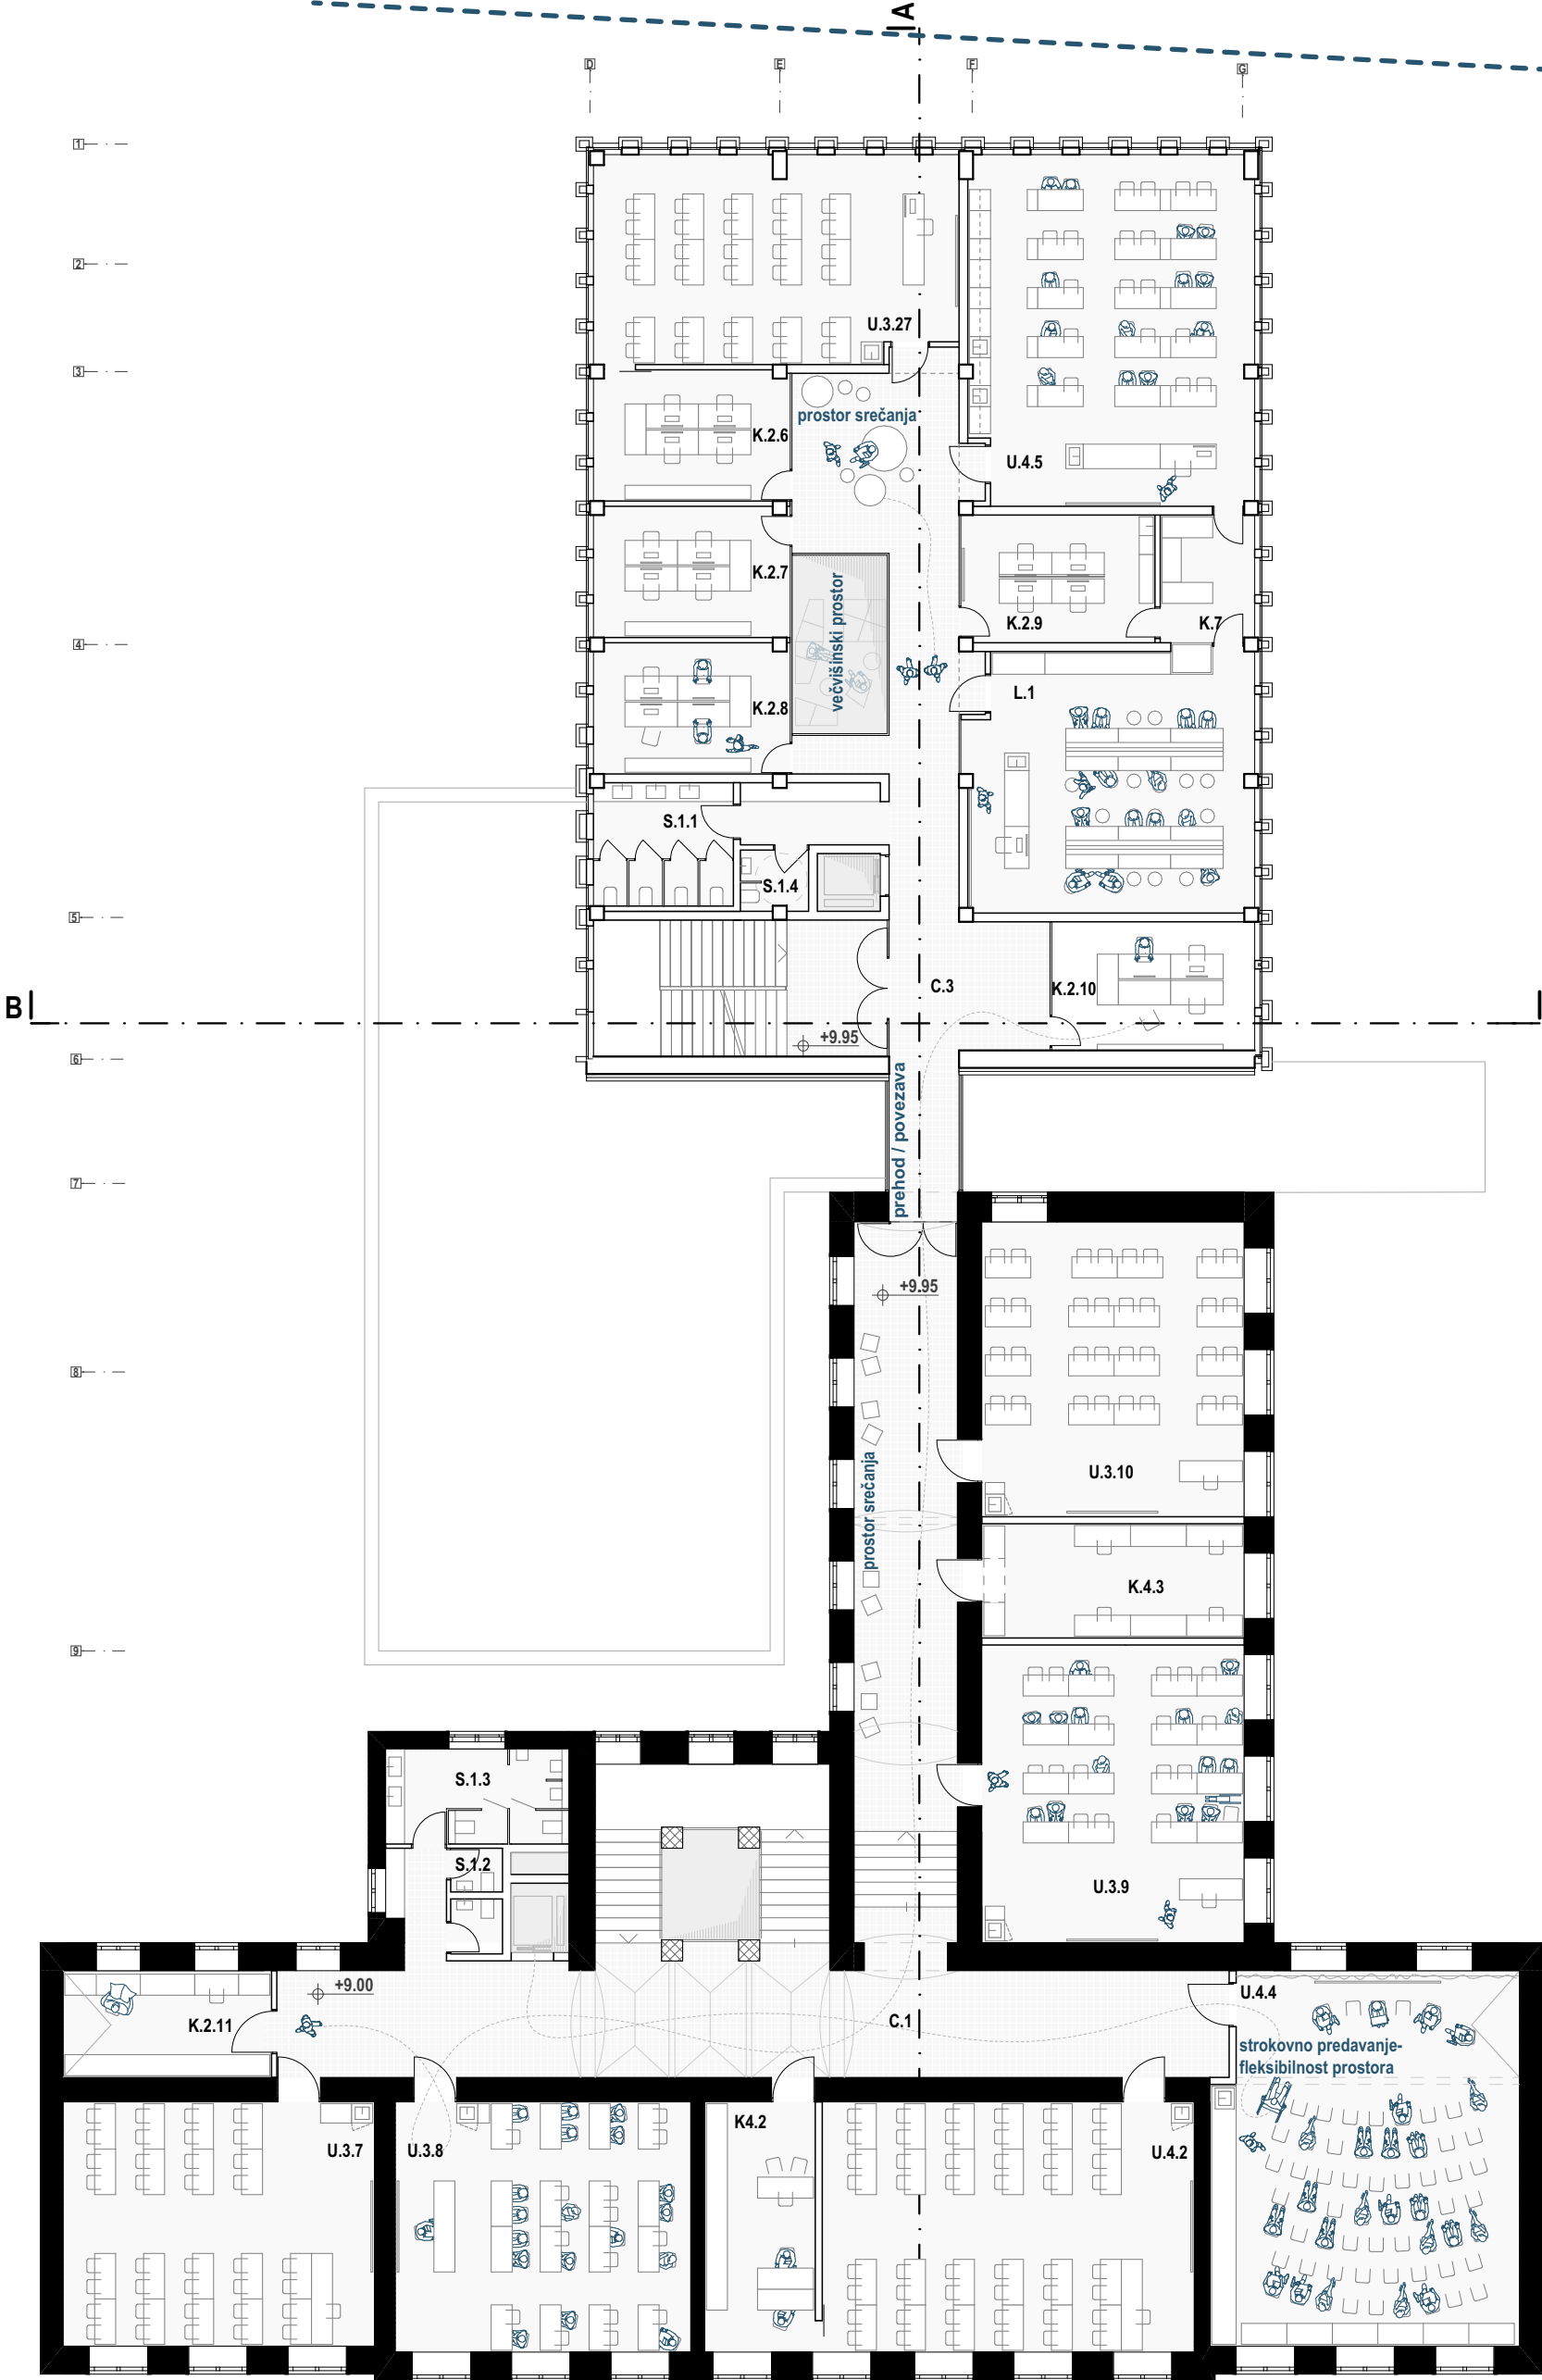 A
D
E
F
G
1
2
U.3.27
3
prostor srečanja
K.2.6
U.4.5
K.2.7
večvišinski prostor
K.2.9
K.7
4
L.1
K.2.8
S.1.1
S.1.4
5
C.3
K.2.10
B
+9.95
6
prehod / povezava
7
+9.95
8
U.3.10
prostor srečanja
K.4.3
9
S.1.3
S.1.2
U.3.9
+9.00
U.4.4
K.2.11
C.1
strokovno predavanje-
fleksibilnost prostora
K4.2
U.3.7
U.3.8
U.4.2